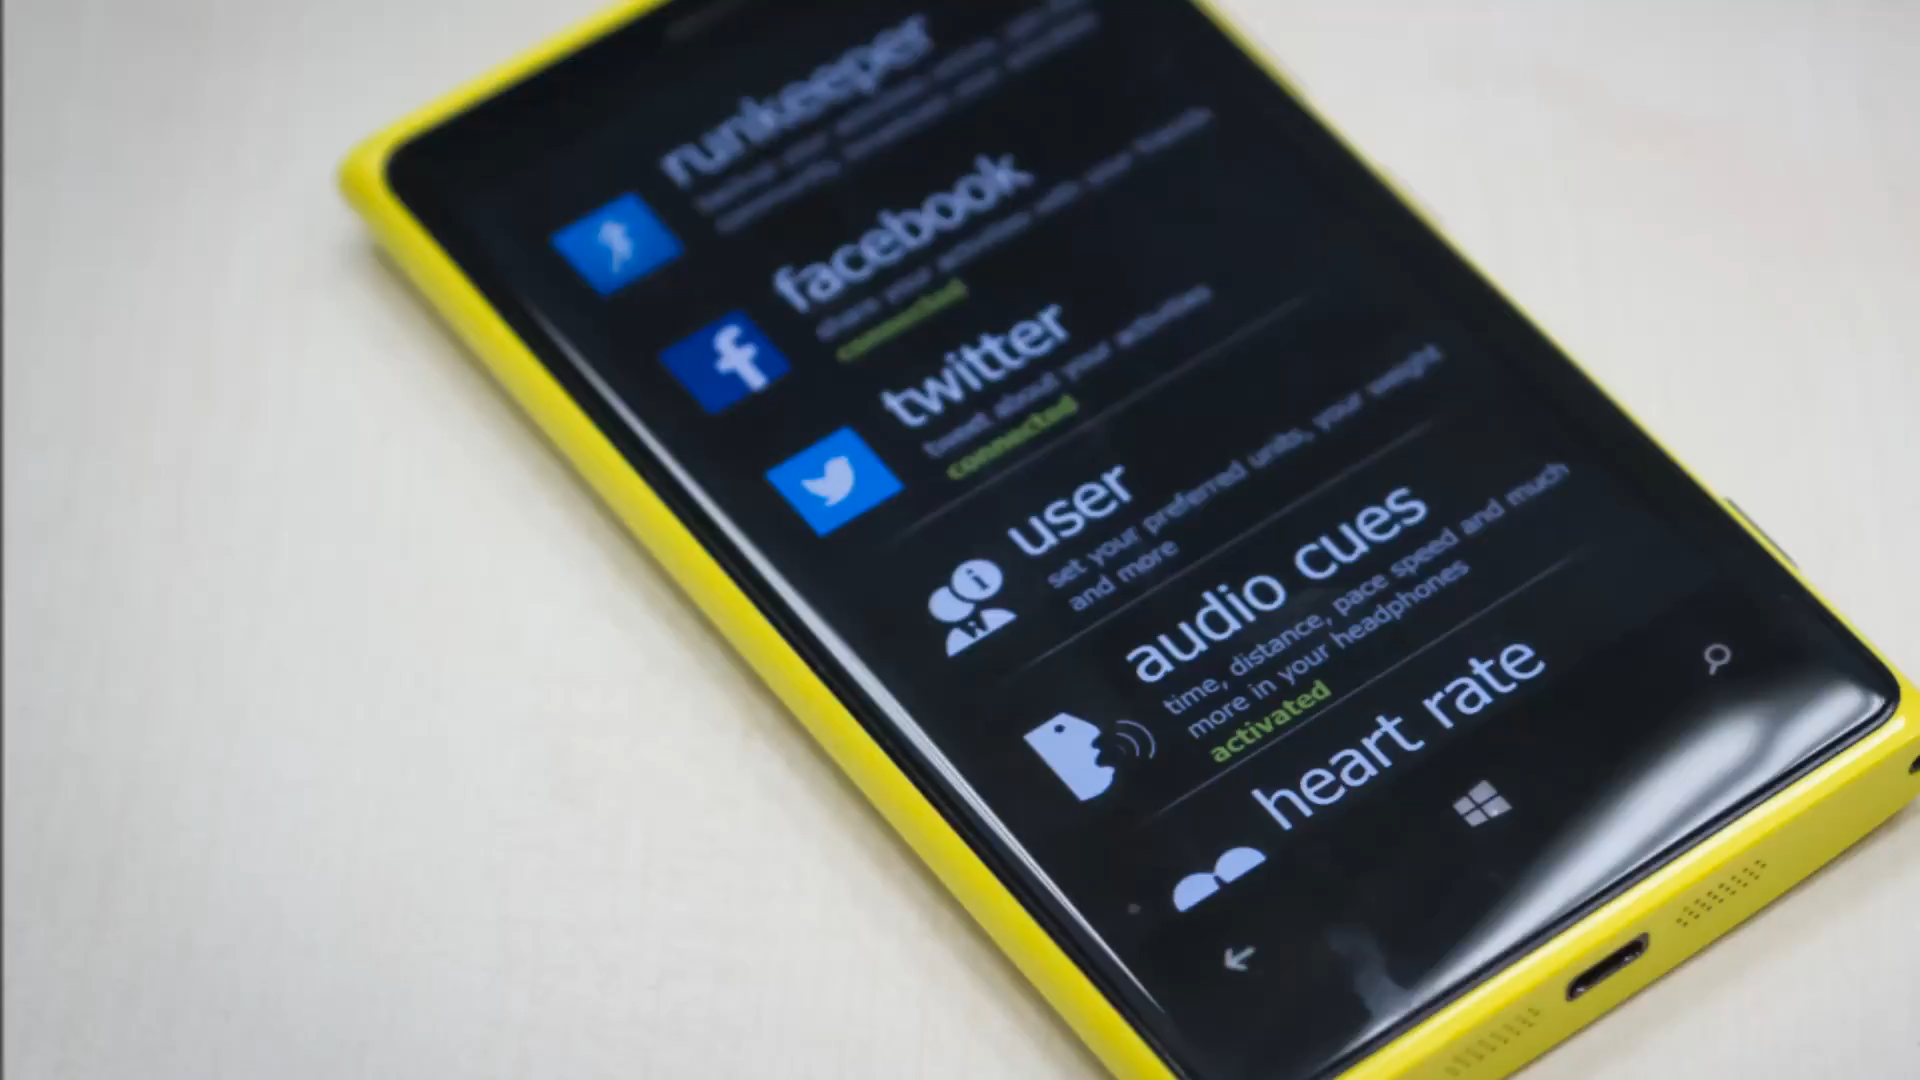 runkeeper
facebook
share your activities with your friends
connected
twitter
tweet about your activities
connected
user
set your preferred units, your weight
and more
audio cues
time, distance, pace speed and much
more in your headphones
activated
heart rate